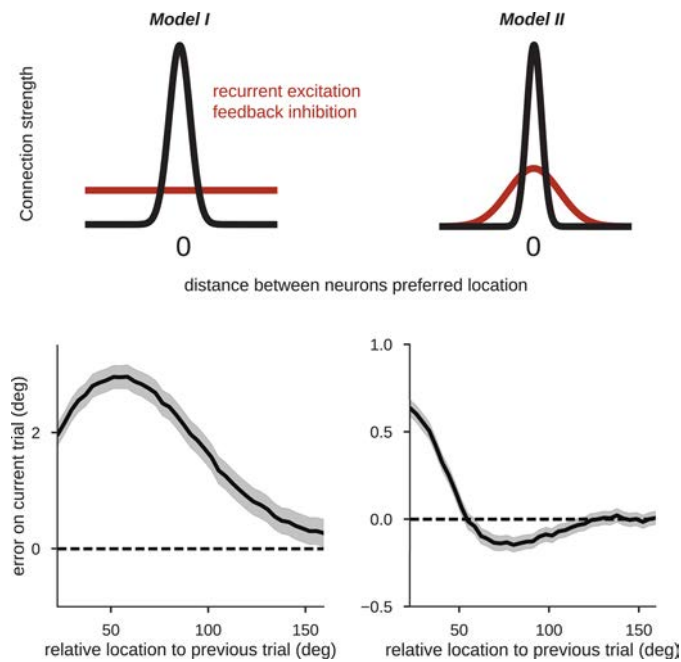 Model I
Model II
Connection strength
recurrent excitation
feedback inhibition
0
0
distance between neurons preferred location
error on current trial (deg)
2
0
50
100
150
relative location to previous trial (deg)
1.0
0.5
0.0
−0.5
50
100
150
relative location to previous trial (deg)